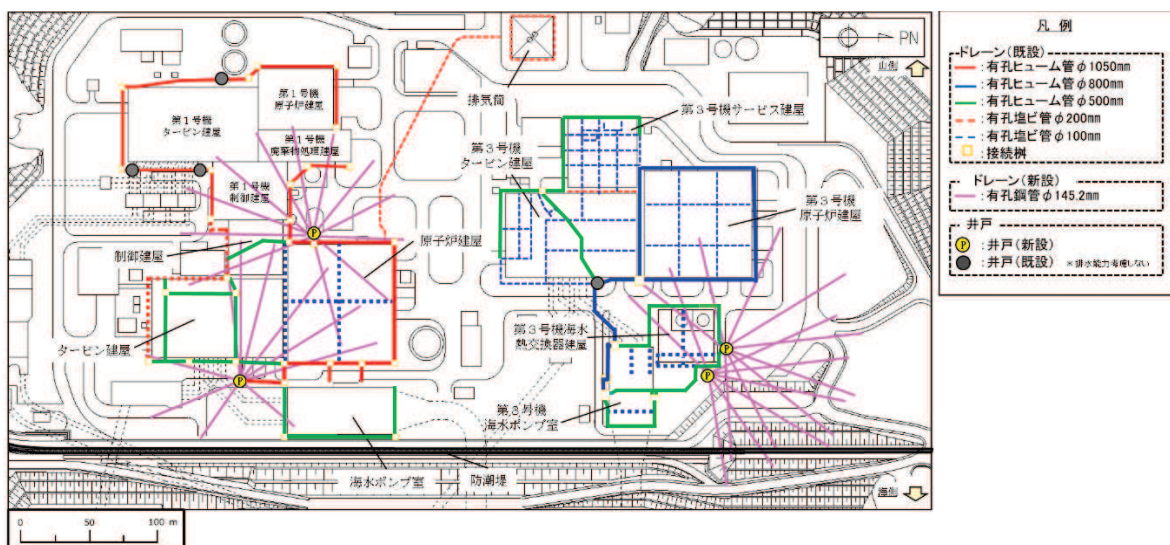 PN
山側
排気筒
第3号機サービス建屋
第1号機
原子炉建屋
第1号機
タービン建屋
第1号機
廃棄物処理建屋
第3号機
タービン建屋
第1号機
制御建屋
第3号機
原子炉建屋
制御建屋
原子炉建屋
タービン建屋
第3号機海水
熱交換器建屋
第3号機
海水ポンプ室
海水ポンプ室
防潮堤
海側
P
P
P
P
0 50 100 m
凡 例
ドレーン(既設)
:有孔ヒューム管φ1050mm
:有孔ヒューム管φ800mm
:有孔ヒューム管φ500mm
:有孔塩ビ管φ200mm
:有孔塩ビ管φ100mm
:接続桝
ドレーン(新設)
:有孔鋼管φ145.2mm
井戸
P :井戸(新設)
:井戸(既設) ※排水能力考慮しない